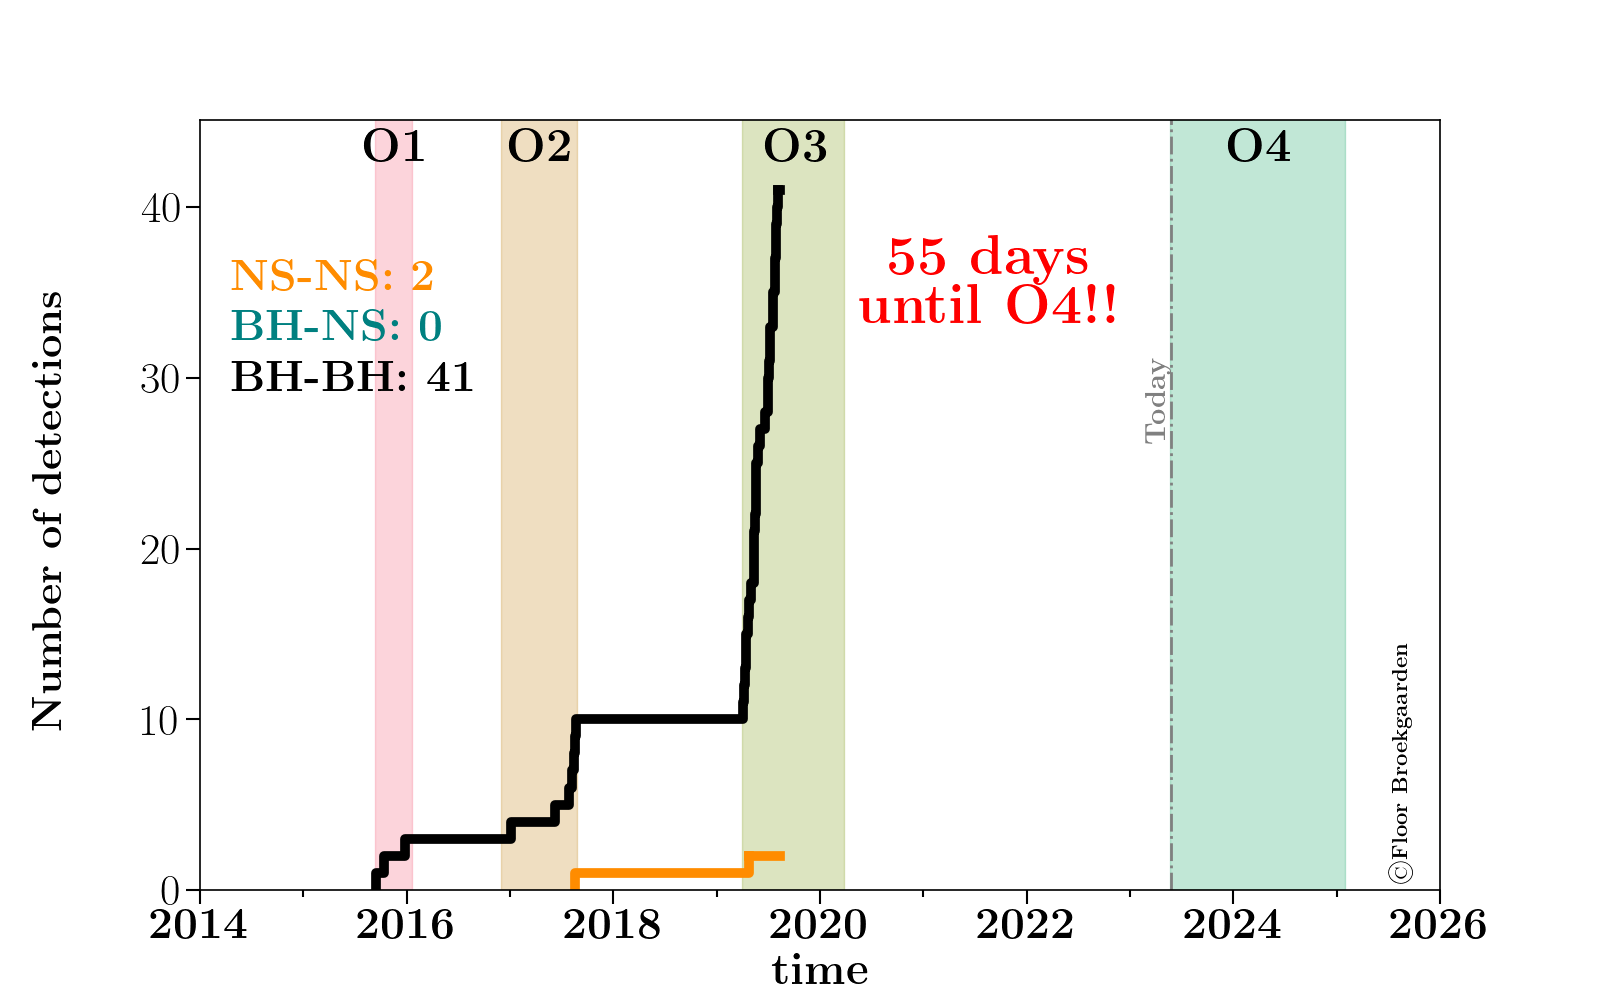 O1 O2 O3 O4
NS-NS: 2
BH-NS: 0
BH-BH: 41
55 days
until O4!!
Today
©Floor Broekgaarden
Number of detections
40
30
20
10
0
2014 2016 2018 2020 2022 2024 2026
time